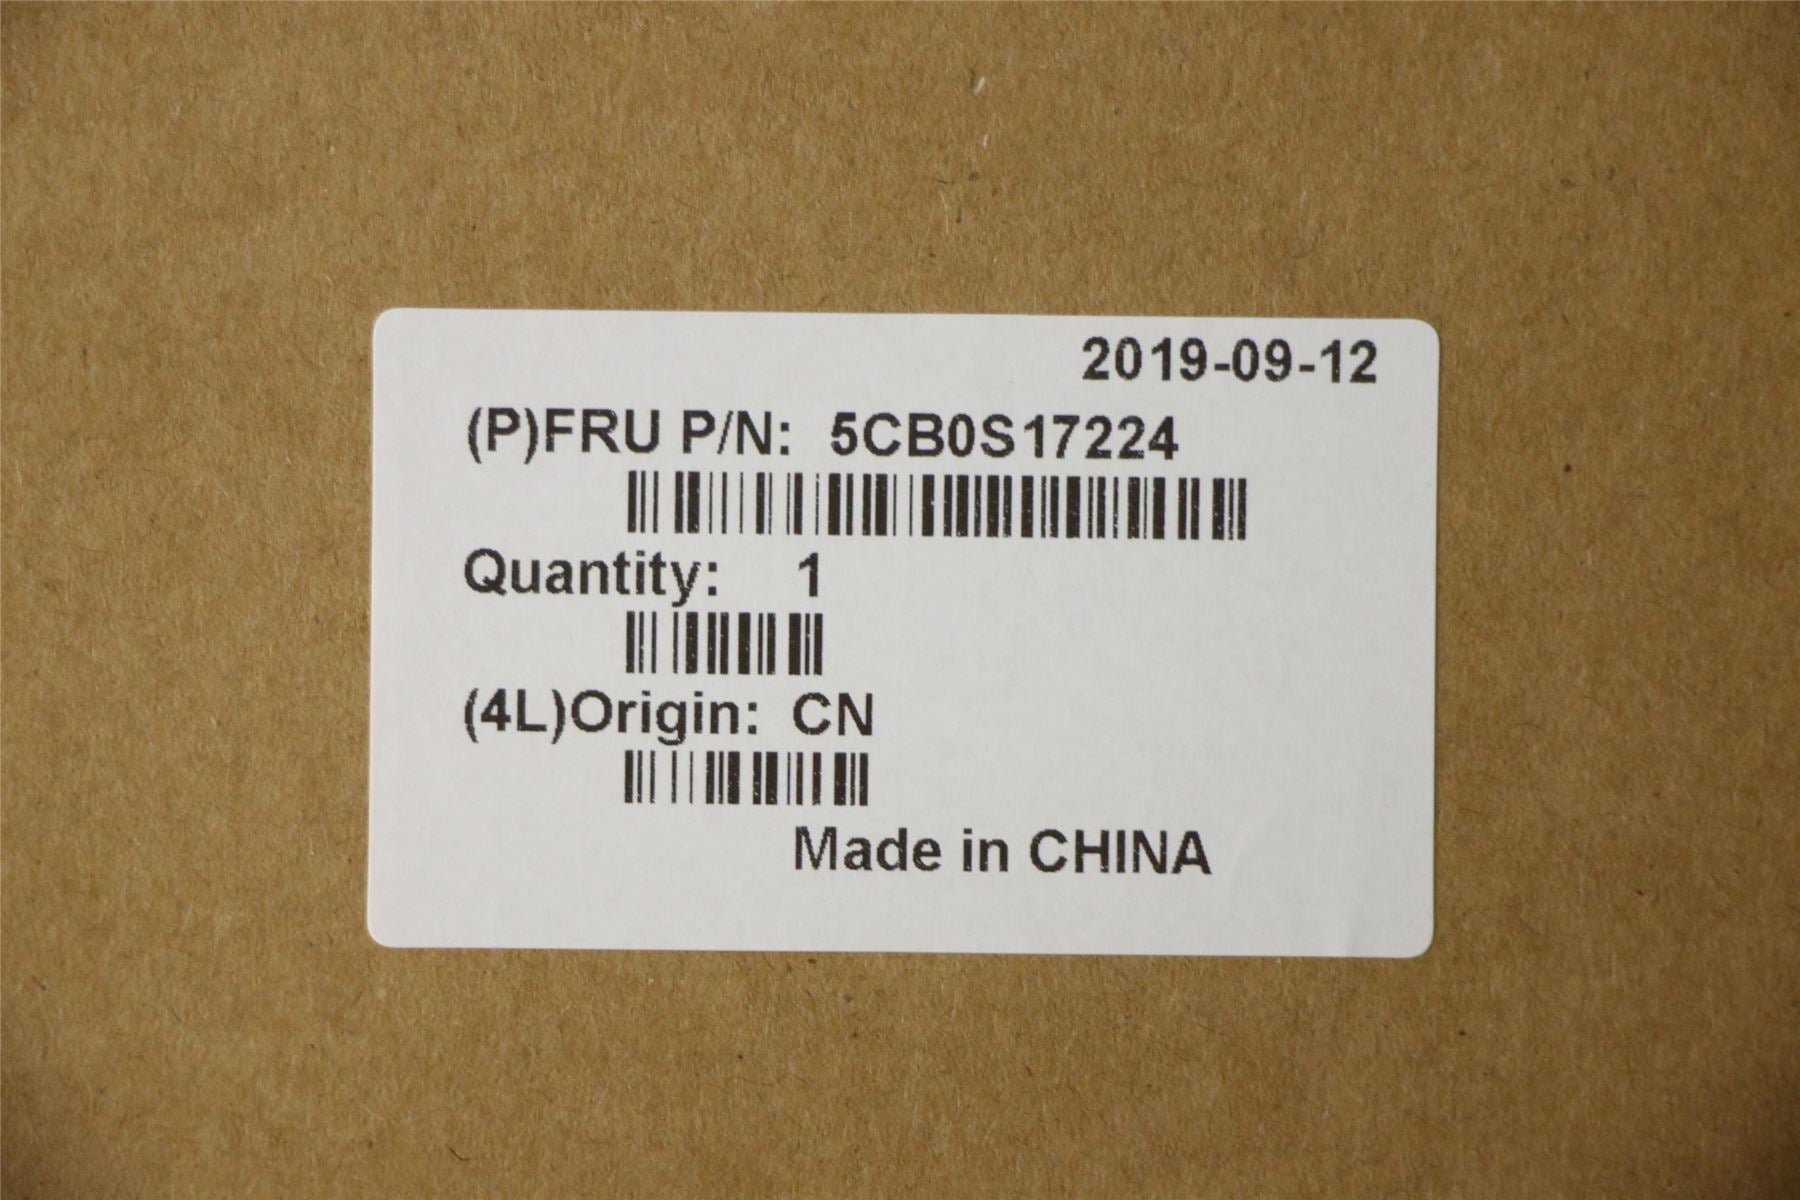 2019-09-12
(P)FRU P/N: 5CB0S17224
Quantity: 1
(4L)Origin: CN
Made in CHINA